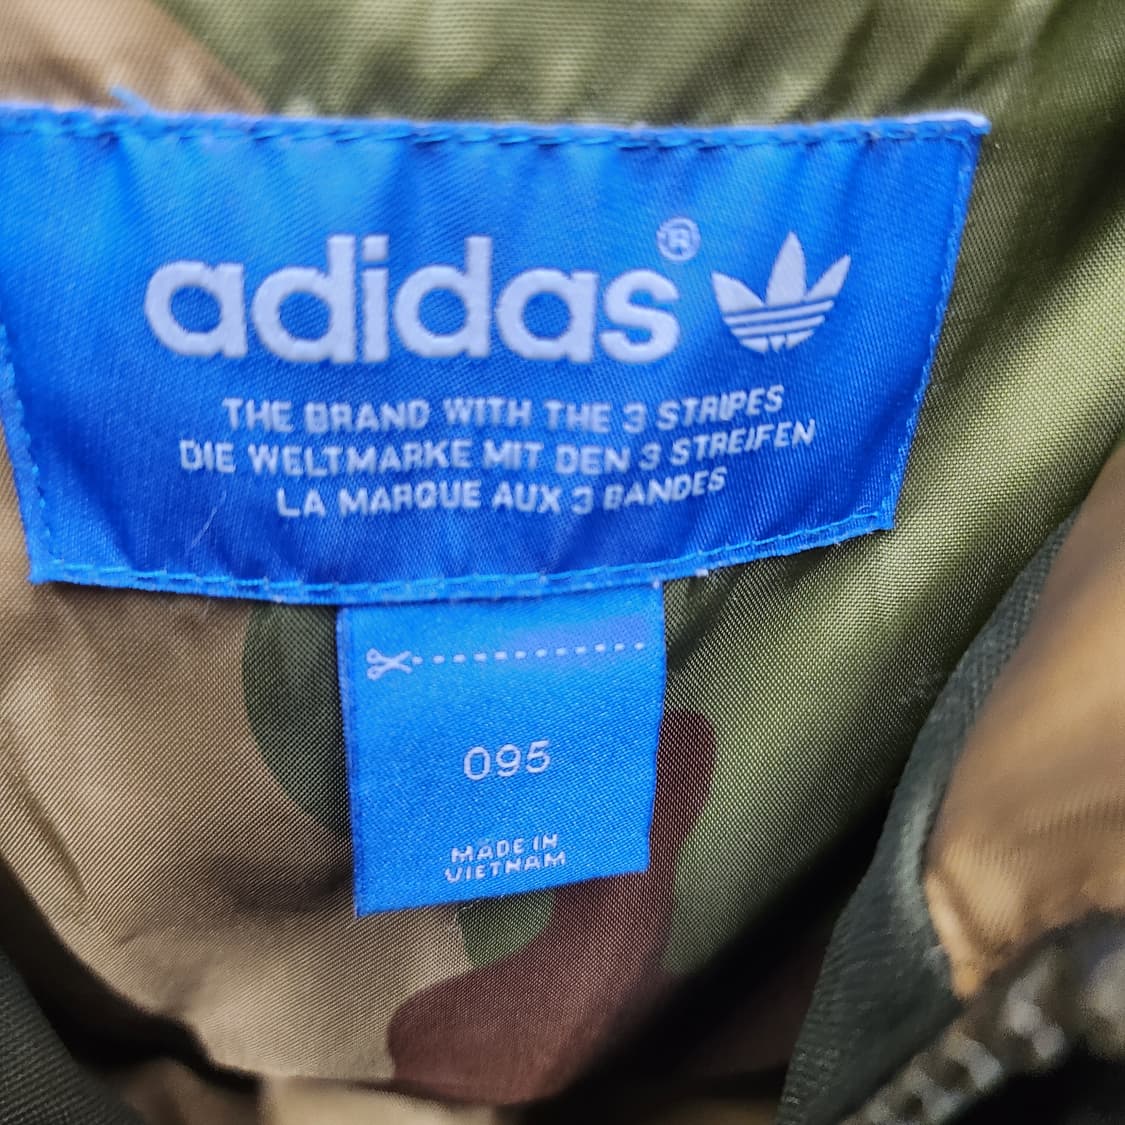 adidas®
THE BRAND WITH THE 3 STRIPES
DIE WELTMARKE MIT DEN 3 STREIFEN
LA MARQUE AUX 3 BANDES
095
MADE IN
VIETNAM